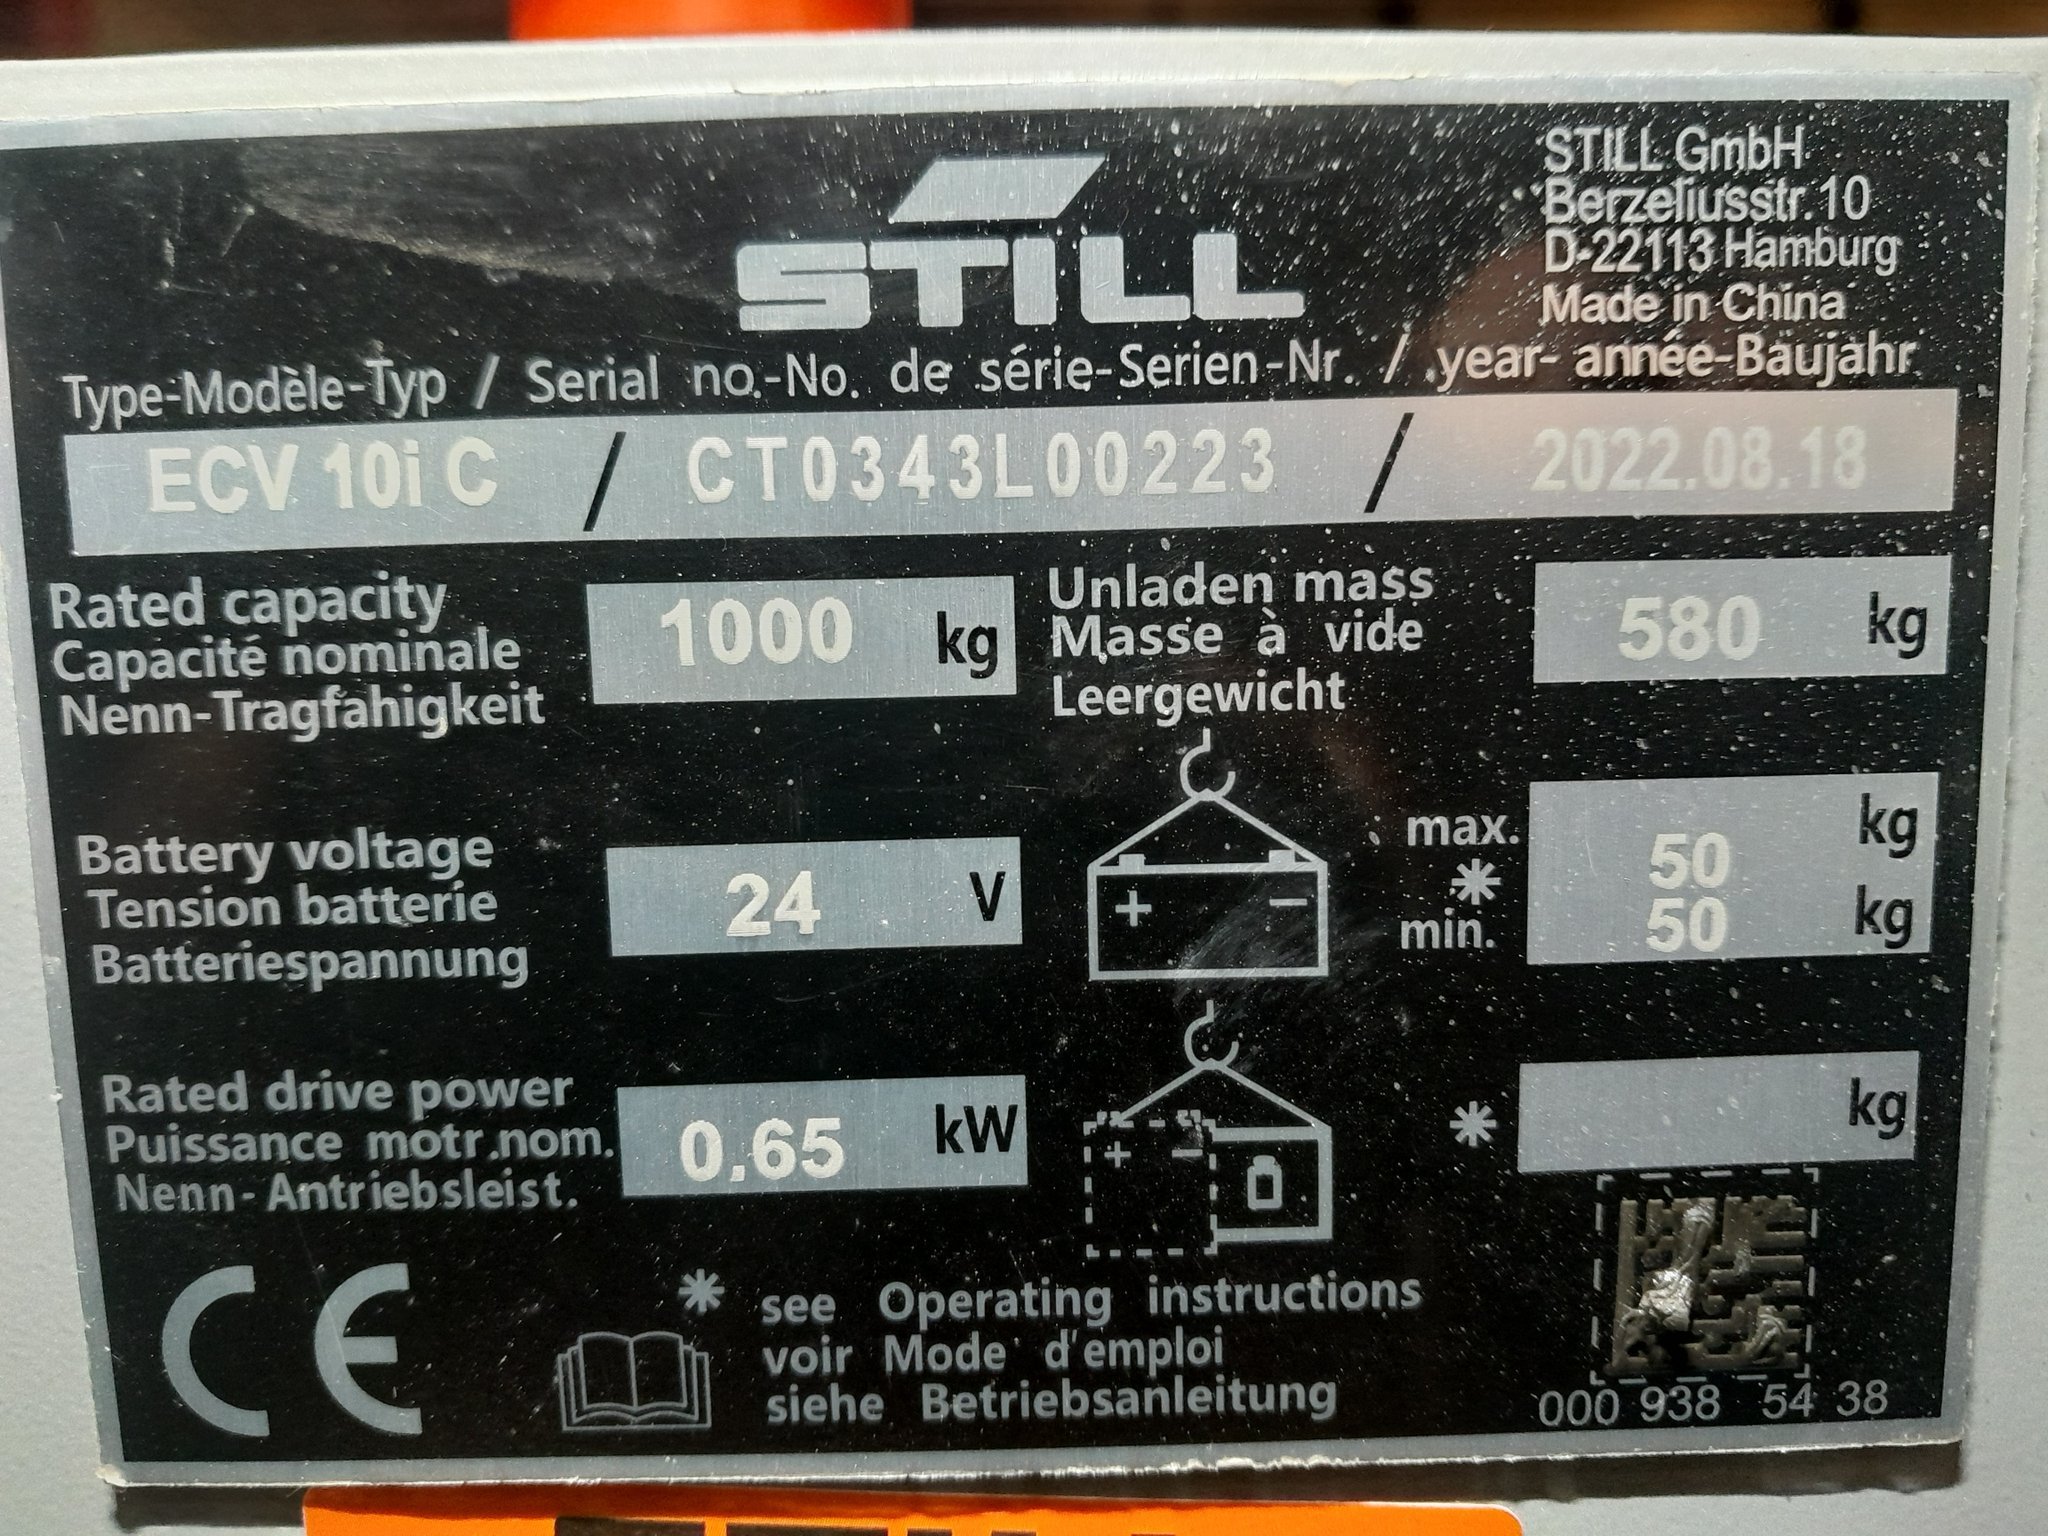 STILL
STILL GmbH
Berzeliusstr. 10
D-22113 Hamburg
Made in China
Type-Modèle-Typ / Serial no.-No. de série-Serien-Nr. / year- année-Baujahr
ECV 10i C / CT0343L00223 / 2022.08.18
Rated capacity
Capacité nominale
Nenn-Tragfähigkeit
1000 kg
Unladen mass
Masse à vide
Leergewicht
580 kg
Battery voltage
Tension batterie
Batteriespannung
24 V
+ −
max. 50 kg
*
min. 50 kg
Rated drive power
Puissance motr.nom.
Nenn-Antriebsleist.
0.65 kW
+ −
* kg
CE
* see Operating instructions
voir Mode d'emploi
siehe Betriebsanleitung
000 938 54 38